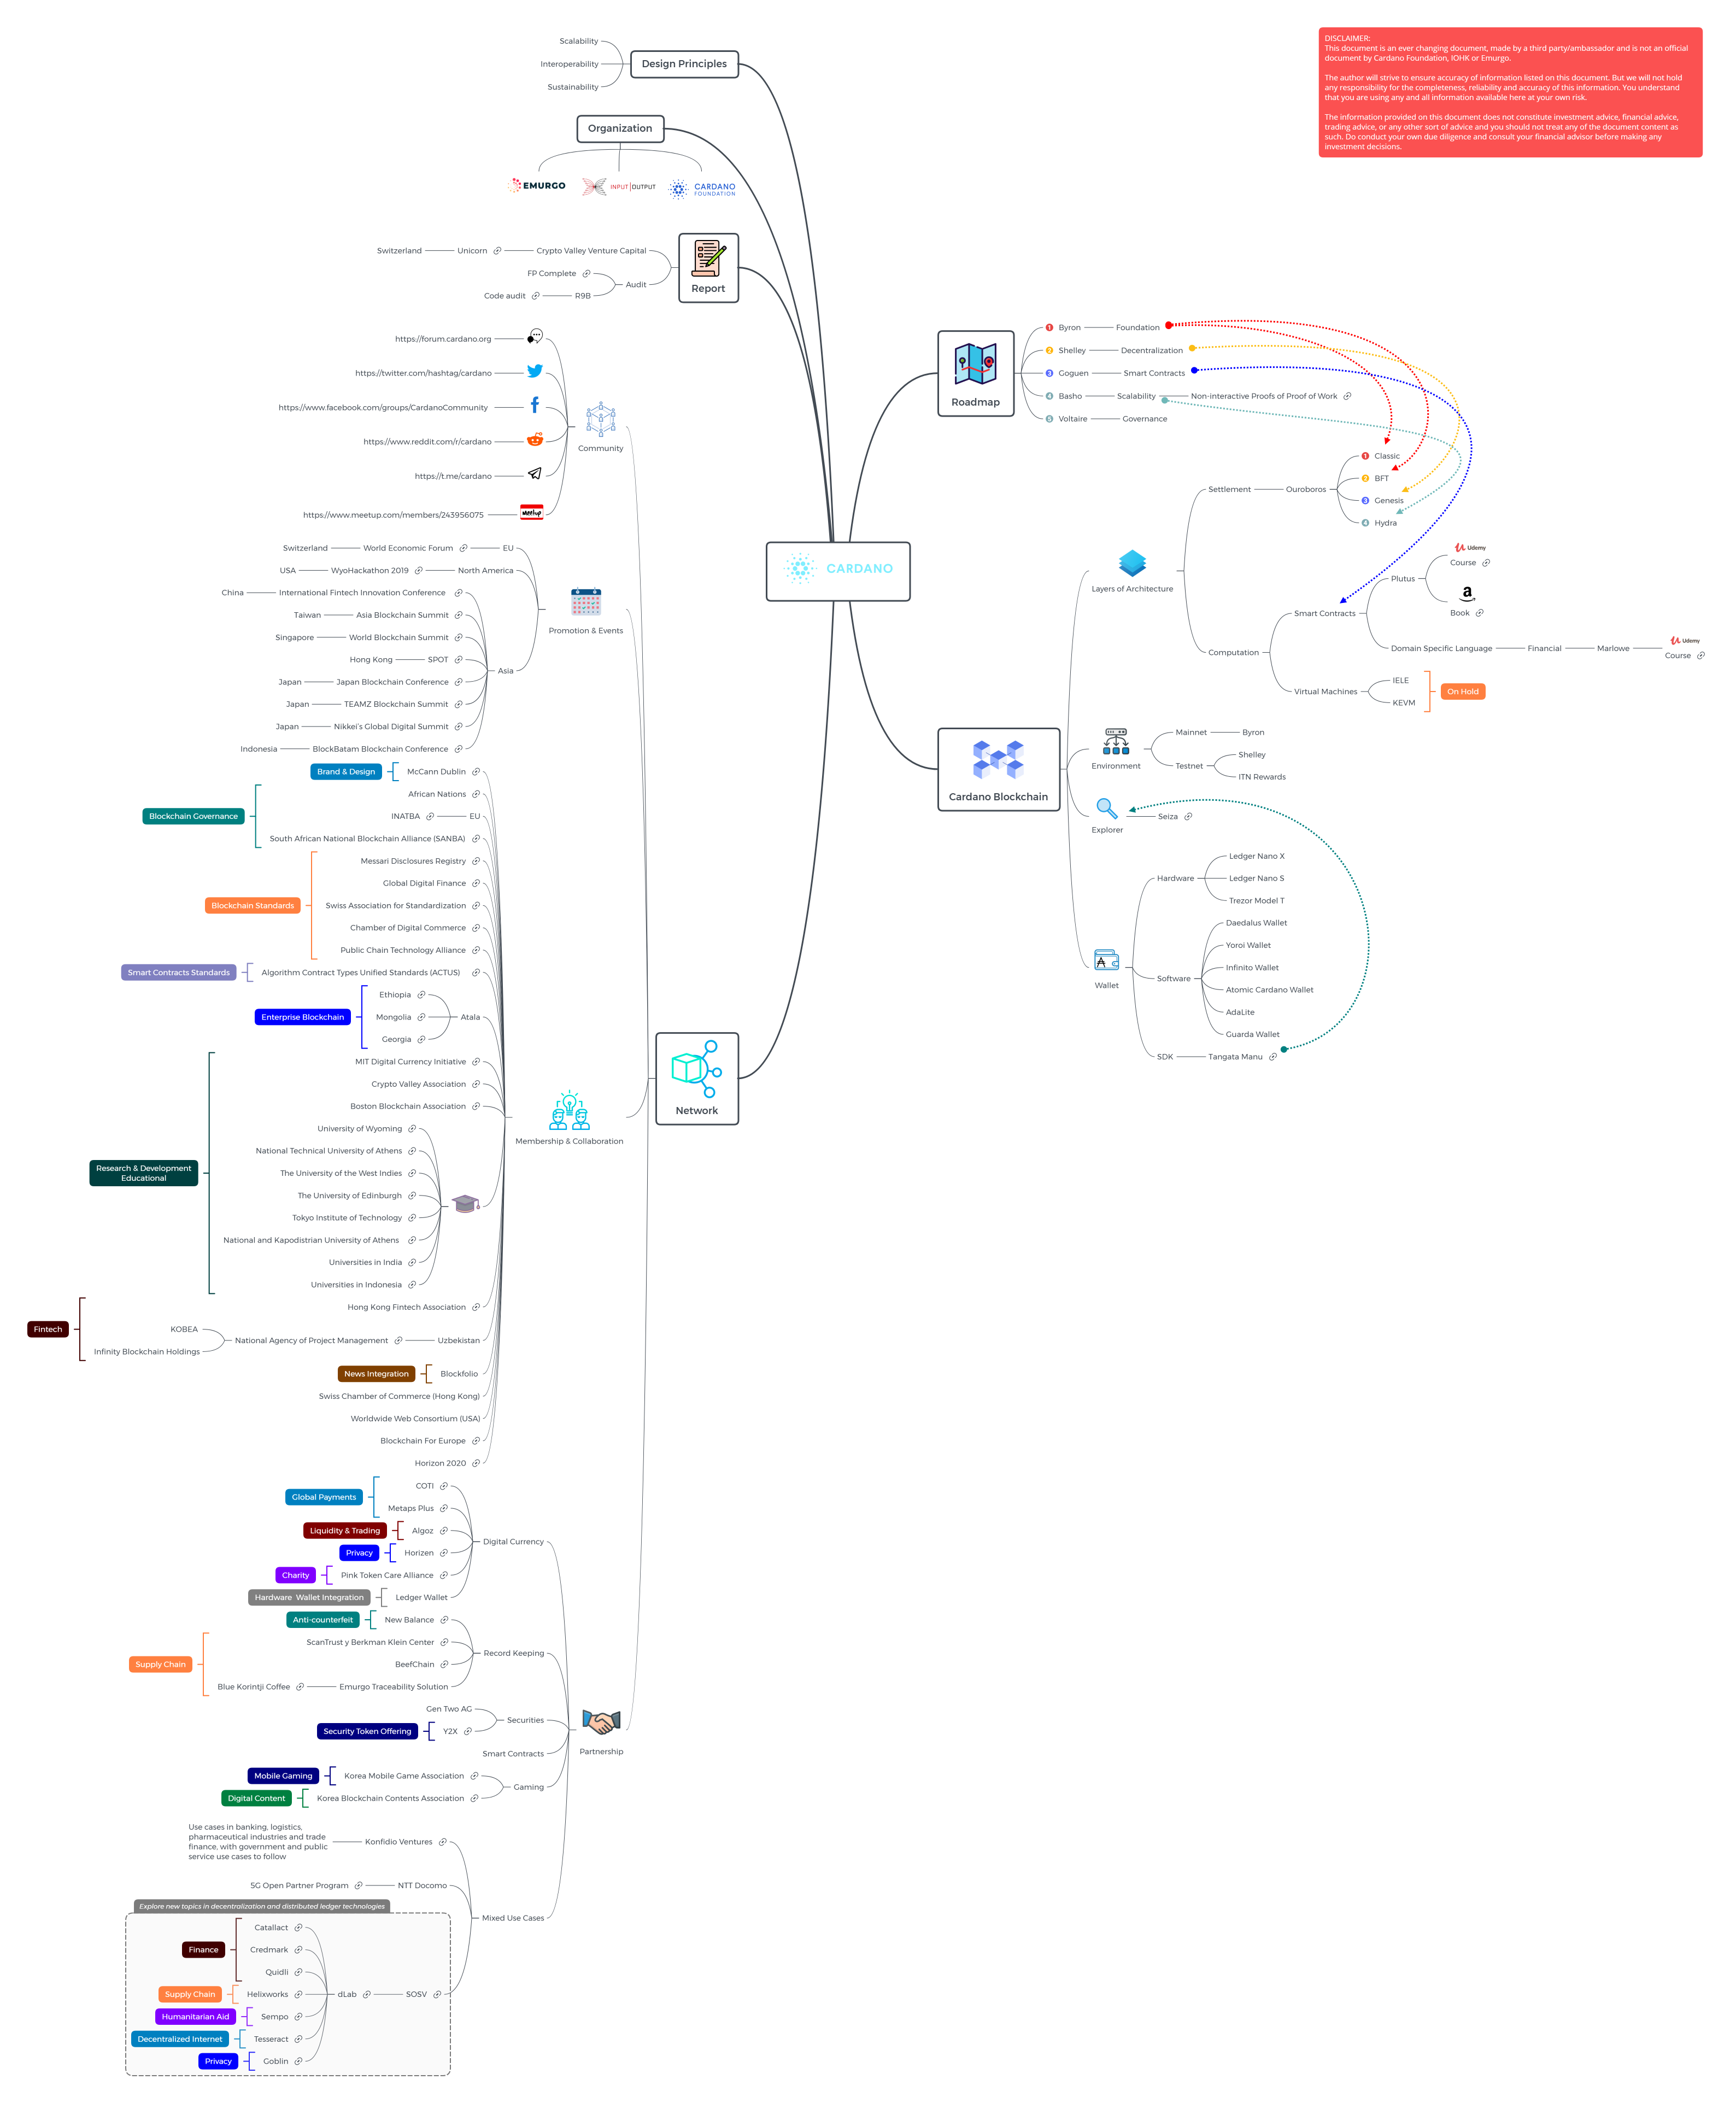 DISCLAIMER:
This document is an ever changing document, made by a third party/ambassador and is not an official
document by Cardano Foundation, IOHK or Emurgo.
The author will strive to ensure accuracy of information listed on this document. But we will not hold
any responsibility for the completeness, reliability and accuracy of this information. You understand
that you are using any and all information available here at your own risk.
The information provided on this document does not constitute investment advice, financial advice,
trading advice, or any other sort of advice and you should not treat any of the document content as
such. Do conduct your own due diligence and consult your financial advisor before making any
investment decisions.
Scalability
Interoperability
Sustainability
Design Principles
Organization
EMURGO
INPUT | OUTPUT
CARDANO
FOUNDATION
Switzerland
Unicorn
Crypto Valley Venture Capital
FP Complete
Audit
Code audit
R9B
Report
https://forum.cardano.org
https://twitter.com/hashtag/cardano
https://www.facebook.com/groups/CardanoCommunity
https://www.reddit.com/r/cardano
https://t.me/cardano
https://www.meetup.com/members/243956075
Meetup
Community
Switzerland
World Economic Forum
EU
USA
WyoHackathon 2019
North America
China
International Fintech Innovation Conference
Taiwan
Asia Blockchain Summit
Singapore
World Blockchain Summit
Hong Kong
SPOT
Japan
Japan Blockchain Conference
Japan
TEAMZ Blockchain Summit
Japan
Nikkei's Global Digital Summit
Indonesia
BlockBatam Blockchain Conference
Asia
Promotion & Events
Brand & Design
McCann Dublin
Blockchain Governance
African Nations
INATBA
EU
South African National Blockchain Alliance (SANBA)
Blockchain Standards
Messari Disclosures Registry
Global Digital Finance
Swiss Association for Standardization
Chamber of Digital Commerce
Public Chain Technology Alliance
Smart Contracts Standards
Algorithm Contract Types Unified Standards (ACTUS)
Enterprise Blockchain
Ethiopia
Mongolia
Georgia
Atala
Research & Development
Educational
MIT Digital Currency Initiative
Crypto Valley Association
Boston Blockchain Association
University of Wyoming
National Technical University of Athens
The University of the West Indies
The University of Edinburgh
Tokyo Institute of Technology
National and Kapodistrian University of Athens
Universities in India
Universities in Indonesia
Fintech
Hong Kong Fintech Association
KOBEA
Infinity Blockchain Holdings
National Agency of Project Management
Uzbekistan
News Integration
Blockfolio
Swiss Chamber of Commerce (Hong Kong)
Worldwide Web Consortium (USA)
Blockchain For Europe
Horizon 2020
Membership & Collaboration
Network
Global Payments
COTI
Metaps Plus
Liquidity & Trading
Algoz
Privacy
Horizen
Charity
Pink Token Care Alliance
Hardware Wallet Integration
Ledger Wallet
Digital Currency
Anti-counterfeit
New Balance
Supply Chain
ScanTrust y Berkman Klein Center
BeefChain
Blue Korintji Coffee
Emurgo Traceability Solution
Record Keeping
Gen Two AG
Security Token Offering
Y2X
Securities
Smart Contracts
Mobile Gaming
Korea Mobile Game Association
Digital Content
Korea Blockchain Contents Association
Gaming
Partnership
Use cases in banking, logistics,
pharmaceutical industries and trade
finance, with government and public
service use cases to follow
Konfidio Ventures
5G Open Partner Program
NTT Docomo
Mixed Use Cases
Explore new topics in decentralization and distributed ledger technologies
Finance
Catallact
Credmark
Quidli
Supply Chain
Helixworks
dLab
SOSV
Humanitarian Aid
Sempo
Decentralized Internet
Tesseract
Privacy
Goblin
CARDANO
Roadmap
1 Byron
Foundation
2 Shelley
Decentralization
3 Goguen
Smart Contracts
4 Basho
Scalability
Non-interactive Proofs of Proof of Work
5 Voltaire
Governance
Cardano Blockchain
Layers of Architecture
Settlement
Ouroboros
1 Classic
2 BFT
3 Genesis
4 Hydra
Computation
Smart Contracts
Plutus
Udemy
Course
a
Book
Domain Specific Language
Financial
Marlowe
Udemy
Course
Virtual Machines
IELE
KEVM
On Hold
Environment
Mainnet
Byron
Testnet
Shelley
ITN Rewards
Explorer
Seiza
Wallet
Hardware
Ledger Nano X
Ledger Nano S
Trezor Model T
Software
Daedalus Wallet
Yoroi Wallet
Infinito Wallet
Atomic Cardano Wallet
AdaLite
Guarda Wallet
SDK
Tangata Manu